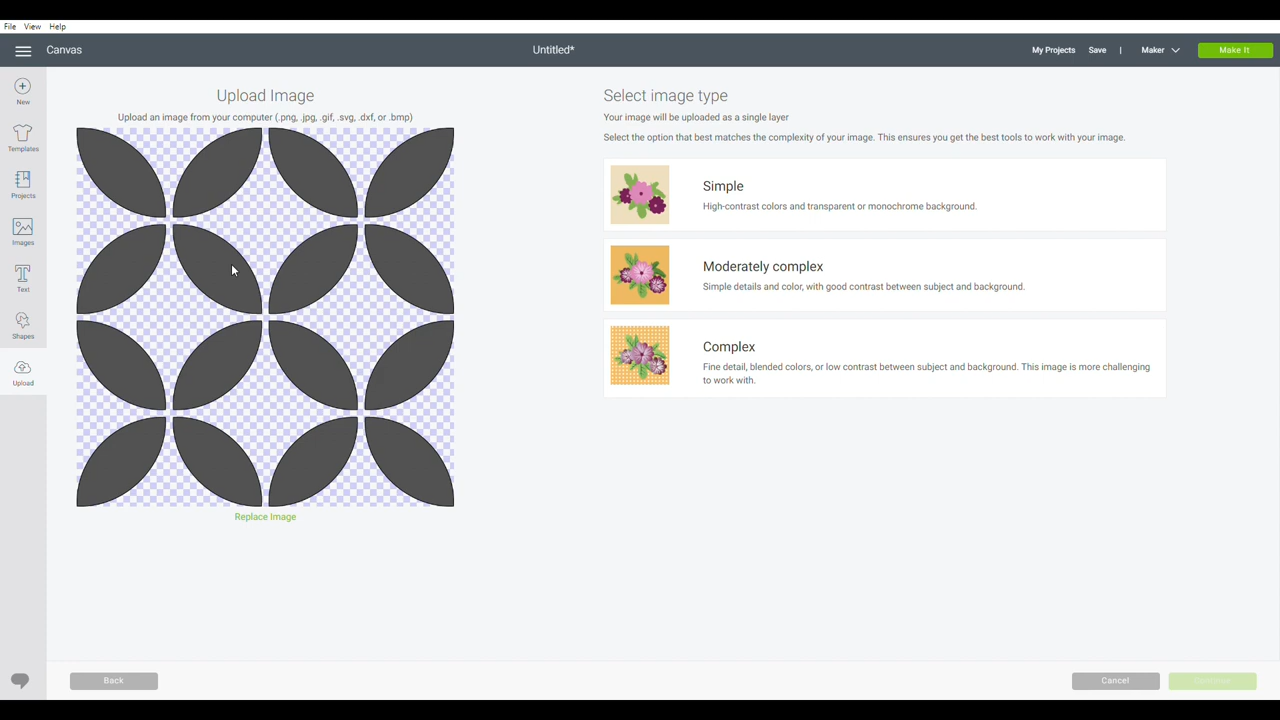 File View Help
Canvas
Untitled*
My Projects Save | Maker Make It
New
Templates
Projects
Images
Text
Shapes
Upload
Upload Image
Upload an image from your computer (.png, .jpg, .gif, .svg, .dxf, or .bmp)
Replace Image
Select image type
Your image will be uploaded as a single layer
Select the option that best matches the complexity of your image. This ensures you get the best tools to work with your image.
Simple
High-contrast colors and transparent or monochrome background.
Moderately complex
Simple details and color, with good contrast between subject and background.
Complex
Fine detail, blended colors, or low contrast between subject and background. This image is more challenging
to work with.
Back
Cancel